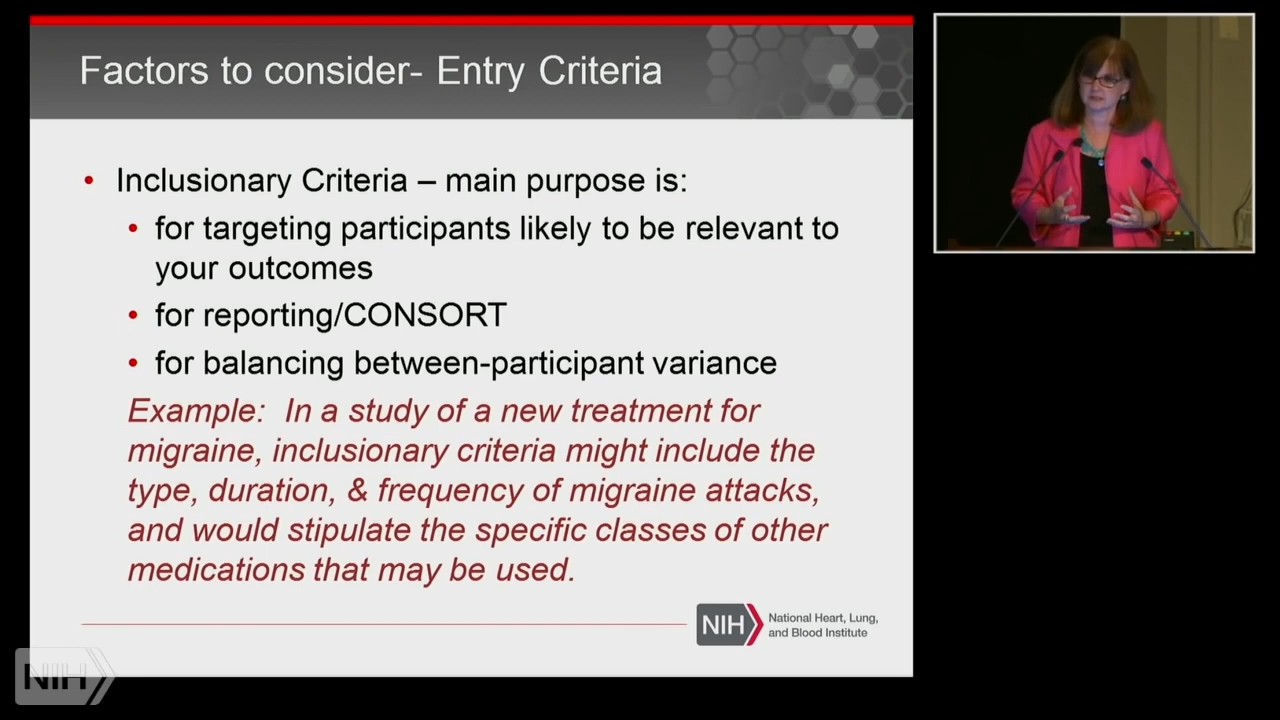 Factors to consider- Entry Criteria
• Inclusionary Criteria – main purpose is:
• for targeting participants likely to be relevant to
your outcomes
• for reporting/CONSORT
• for balancing between-participant variance
Example: In a study of a new treatment for
migraine, inclusionary criteria might include the
type, duration, & frequency of migraine attacks,
and would stipulate the specific classes of other
medications that may be used.
NIH
National Heart, Lung,
and Blood Institute
NIH